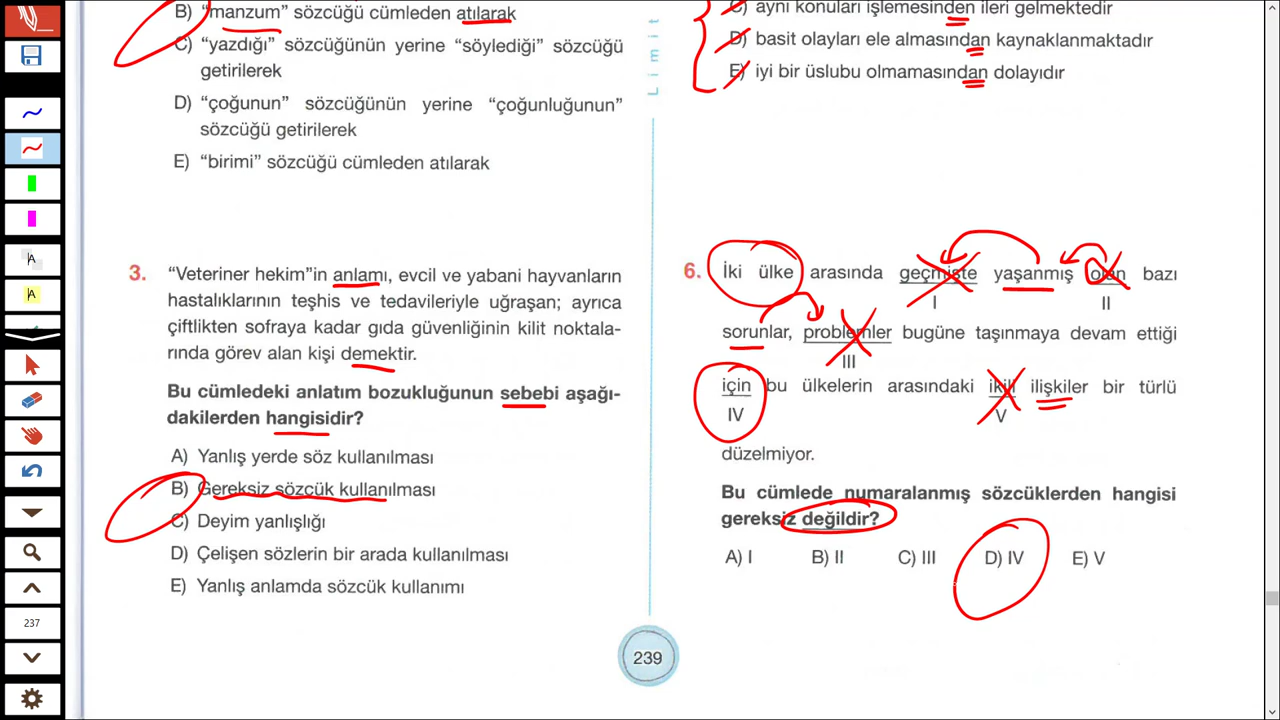 B) “manzum” sözcüğü cümleden atılarak
C) “yazdığı” sözcüğünün yerine “söylediği” sözcüğü
getirilerek
D) “çoğunun” sözcüğünün yerine “çoğunluğunun”
sözcüğü getirilerek
E) “birimi” sözcüğü cümleden atılarak
3. “Veteriner hekim”in anlamı, evcil ve yabani hayvanların
hastalıklarının teşhis ve tedavileriyle uğraşan; ayrıca
çiftlikten sofraya kadar gıda güvenliğinin kilit noktala-
rında görev alan kişi demektir.
Bu cümledeki anlatım bozukluğunun sebebi aşağı-
dakilerden hangisidir?
A) Yanlış yerde söz kullanılması
B) Gereksiz sözcük kullanılması
C) Deyim yanlışlığı
D) Çelişen sözlerin bir arada kullanılması
E) Yanlış anlamda sözcük kullanımı
Limit
239
C) aynı konuları işlemesinden ileri gelmektedir
D) basit olayları ele almasından kaynaklanmaktadır
E) iyi bir üslubu olmamasından dolayıdır
6. İki ülke arasında geçmişte yaşanmış olan bazı
I II
sorunlar, problemler bugüne taşınmaya devam ettiği
III
için bu ülkelerin arasındaki ikili ilişkiler bir türlü
IV V
düzelmiyor.
Bu cümlede numaralanmış sözcüklerden hangisi
gereksiz değildir?
A) I B) II C) III D) IV E) V
A
A
237